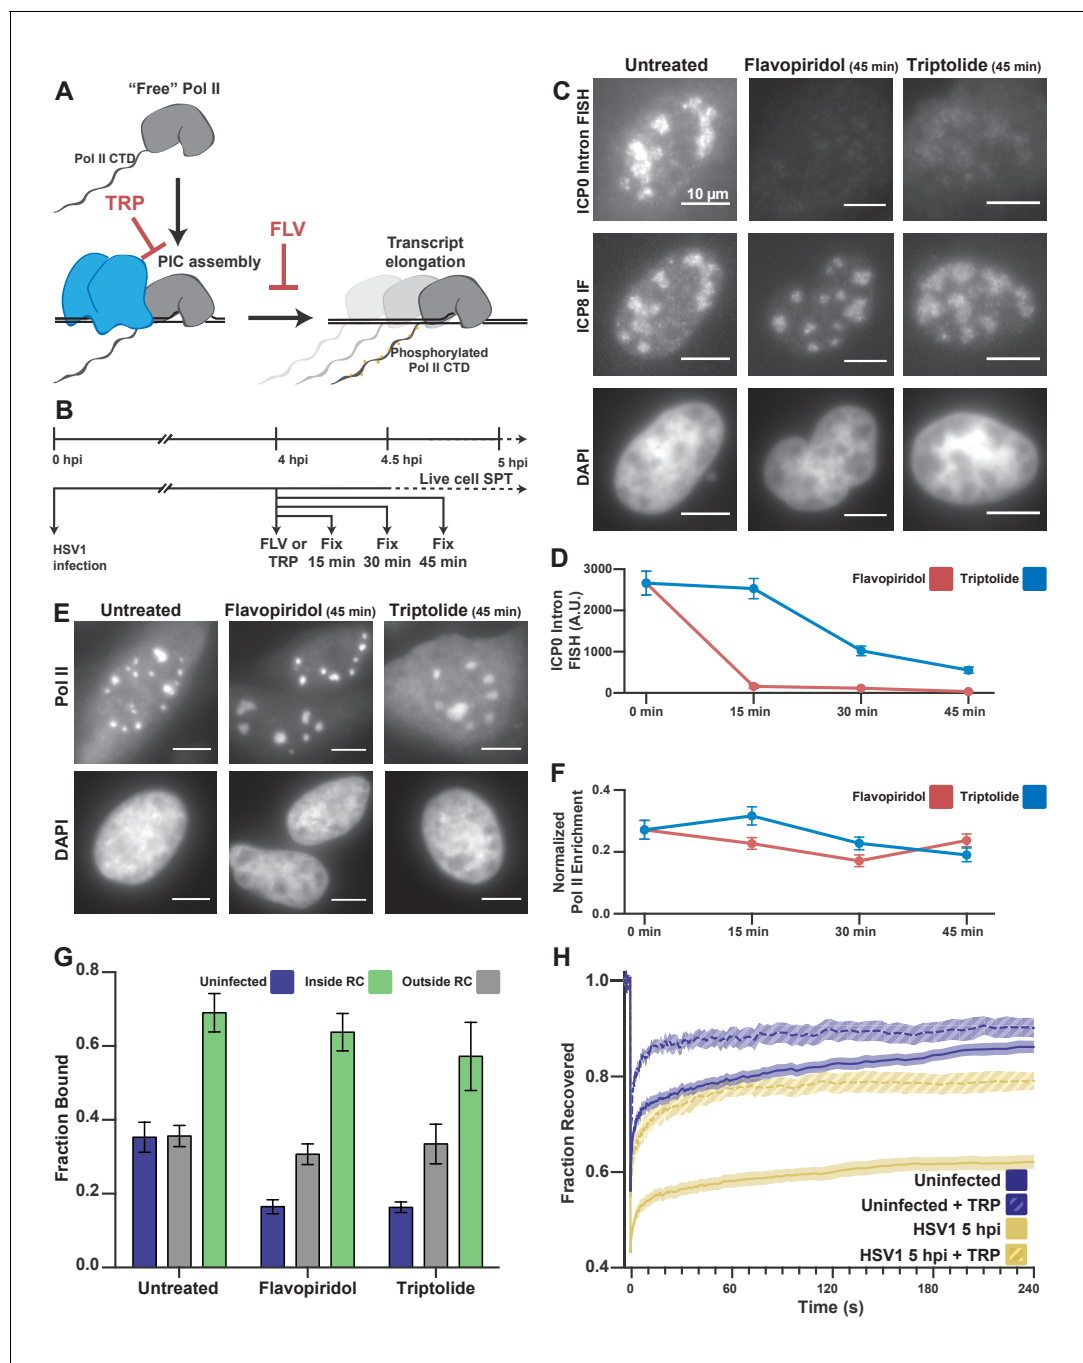 A
"Free" Pol II
Pol II CTD
TRP
FLV
PIC assembly
Transcript
elongation
Phosphorylated
Pol II CTD
B
0 hpi
4 hpi
4.5 hpi
5 hpi
Live cell SPT
HSV1
infection
FLV or
TRP
Fix
15 min
Fix
30 min
Fix
45 min
C
Untreated
Flavopiridol (45 min)
Triptolide (45 min)
ICP0 Intron FISH
10 µm
ICP8 IF
DAPI
D
Flavopiridol
Triptolide
ICP0 Intron
FISH (A.U.)
3000
2000
1000
0
0 min
15 min
30 min
45 min
E
Untreated
Flavopiridol (45 min)
Triptolide (45 min)
Pol II
DAPI
F
Flavopiridol
Triptolide
Normalized
Pol II Enrichment
0.4
0.2
0.0
0 min
15 min
30 min
45 min
G
Uninfected
Inside RC
Outside RC
Fraction Bound
0.8
0.6
0.4
0.2
0.0
Untreated
Flavopiridol
Triptolide
H
Fraction Recovered
1.0
0.8
0.6
0.4
Uninfected
Uninfected + TRP
HSV1 5 hpi
HSV1 5 hpi + TRP
0
60
120
180
240
Time (s)